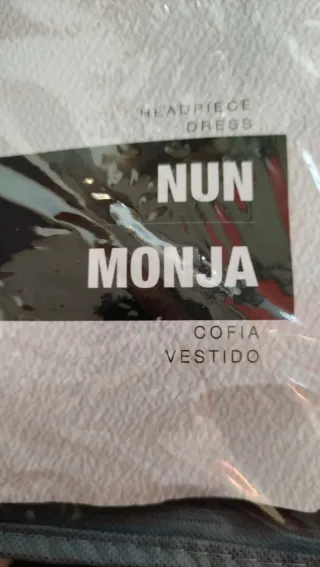 HEADPIECE
DRESS
NUN
MONJA
COFIA
VESTIDO